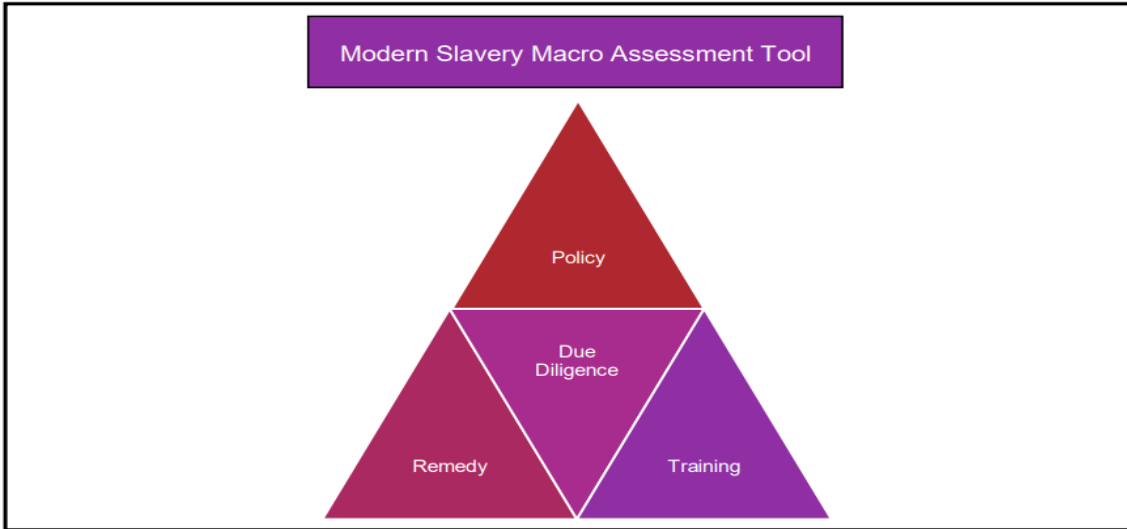 Modern Slavery Macro Assessment Tool
Policy
Due
Diligence
Remedy
Training